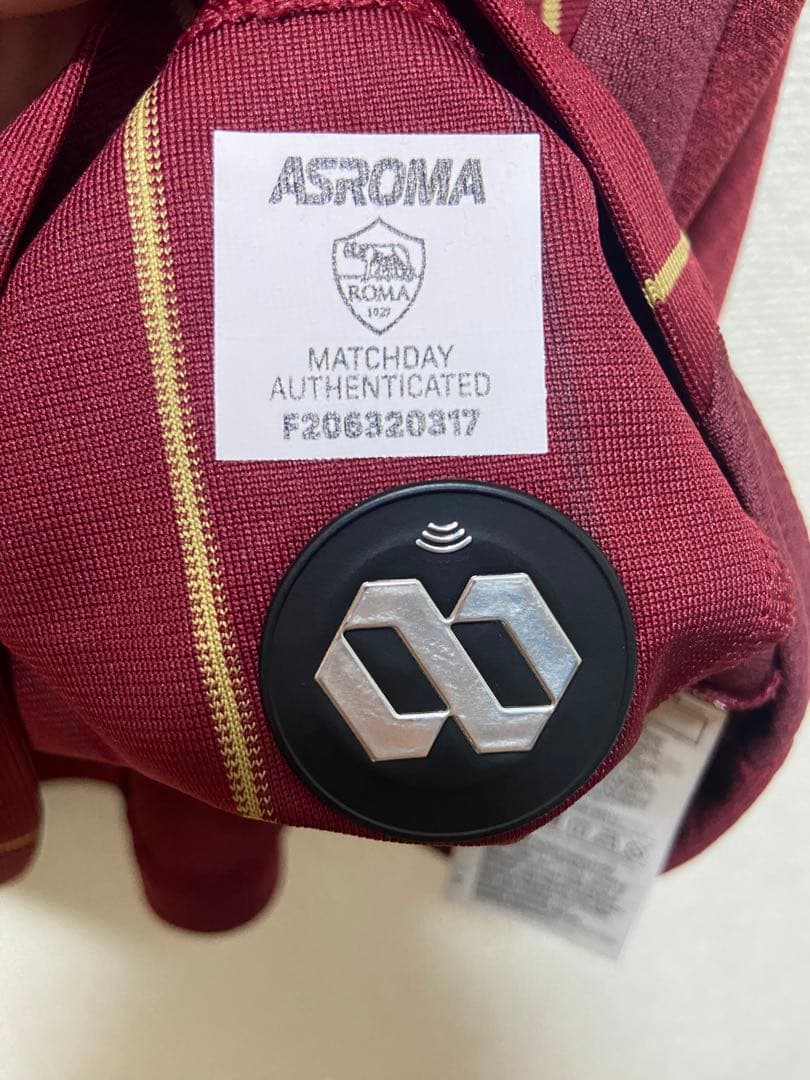 ASROMA
ROMA
1927
MATCHDAY
AUTHENTICATED
F206320317